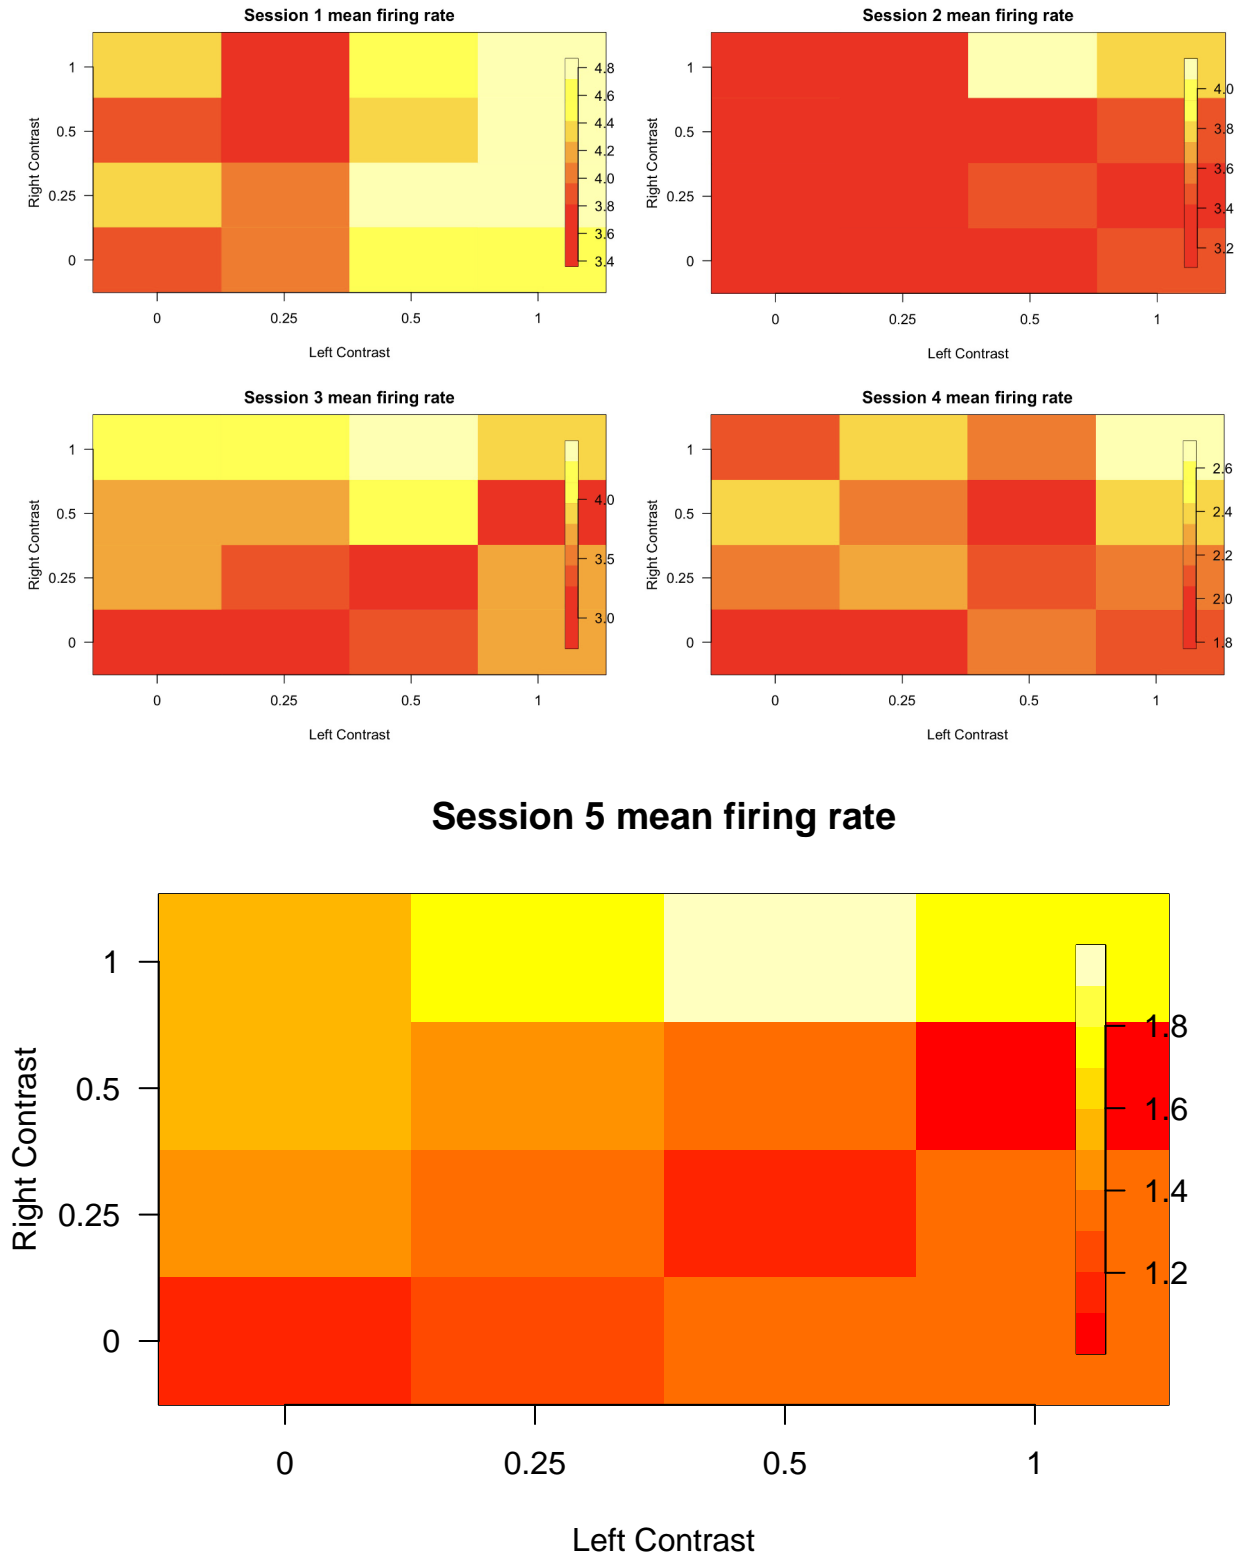 Session 1 mean firing rate
Right Contrast
1
0.5
0.25
0
4.8
4.6
4.4
4.2
4.0
3.8
3.6
3.4
0 0.25 0.5 1
Left Contrast
Session 2 mean firing rate
Right Contrast
1
0.5
0.25
0
4.0
3.8
3.6
3.4
3.2
0 0.25 0.5 1
Left Contrast
Session 3 mean firing rate
Right Contrast
1
0.5
0.25
0
4.0
3.5
3.0
0 0.25 0.5 1
Left Contrast
Session 4 mean firing rate
Right Contrast
1
0.5
0.25
0
2.6
2.4
2.2
2.0
1.8
0 0.25 0.5 1
Left Contrast
Session 5 mean firing rate
Right Contrast
1
0.5
0.25
0
1.8
1.6
1.4
1.2
0 0.25 0.5 1
Left Contrast